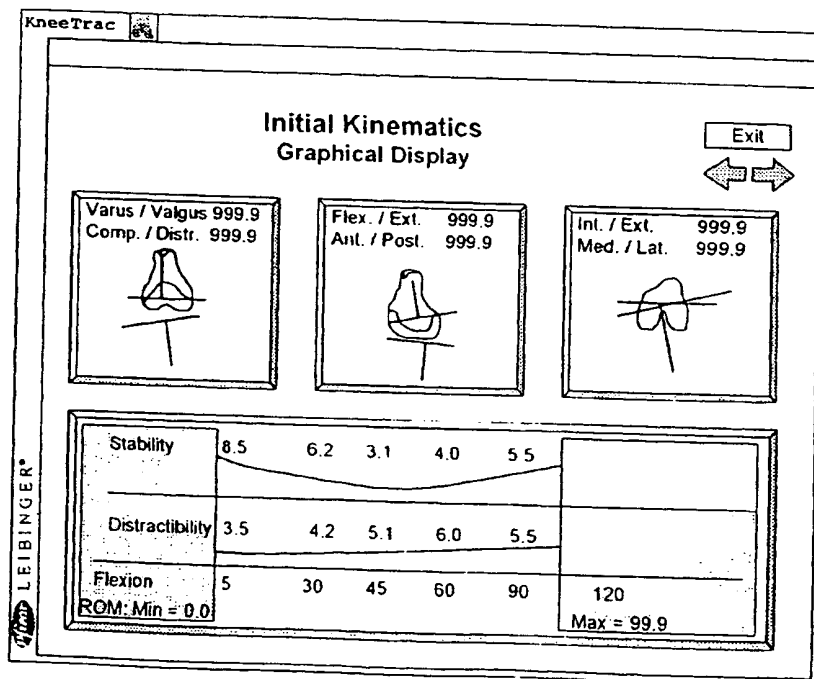 KneeTrac
Initial Kinematics
Graphical Display
Exit
Varus / Valgus 999.9
Comp. / Distr. 999.9
Flex. / Ext. 999.9
Ant. / Post. 999.9
Int. / Ext. 999.9
Med. / Lat. 999.9
Stability 8.5 6.2 3.1 4.0 5 5
Distractibility 3.5 4.2 5.1 6.0 5.5
Flexion 5 30 45 60 90 120
ROM: Min = 0.0 Max = 99.9
LEIBINGER®